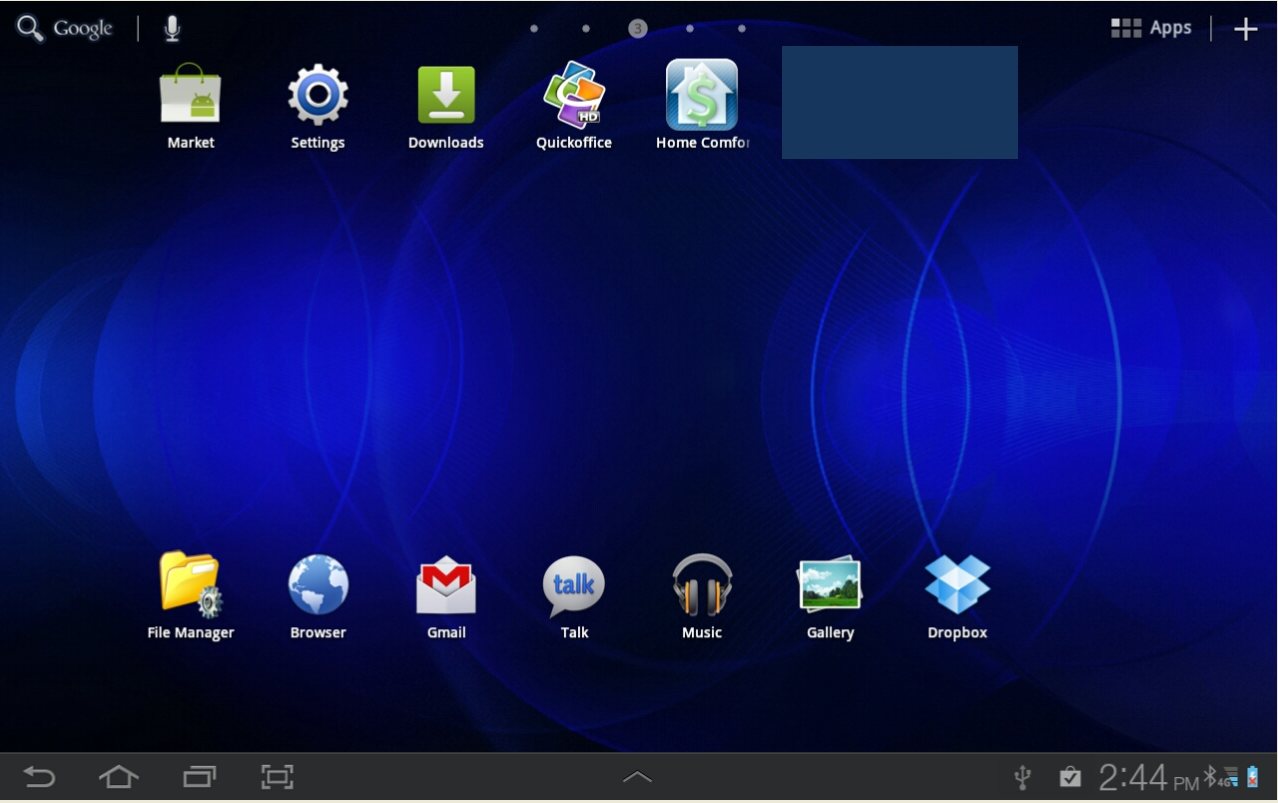 Google
3
Apps
Market
Settings
Downloads
HD
Quickoffice
$
Home Comfor
File Manager
Browser
Gmail
talk
Talk
Music
Gallery
Dropbox
2:44 PM
4G